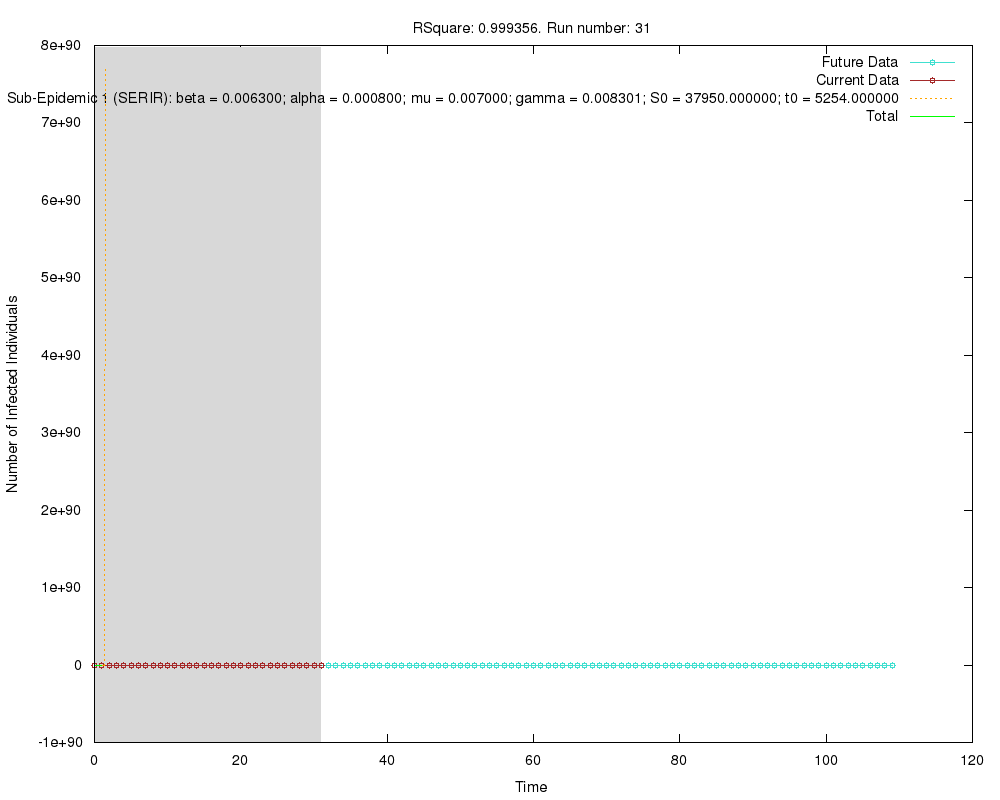 RSquare: 0.999356. Run number: 31
8e+90
Future Data
Current Data
Sub-Epidemic 1 (SERIR): beta = 0.006300; alpha = 0.000800; mu = 0.007000; gamma = 0.008301; S0 = 37950.000000; t0 = 5254.000000
Total
7e+90
6e+90
5e+90
4e+90
3e+90
2e+90
1e+90
0
-1e+90
Number of Infected Individuals
0 20 40 60 80 100 120
Time